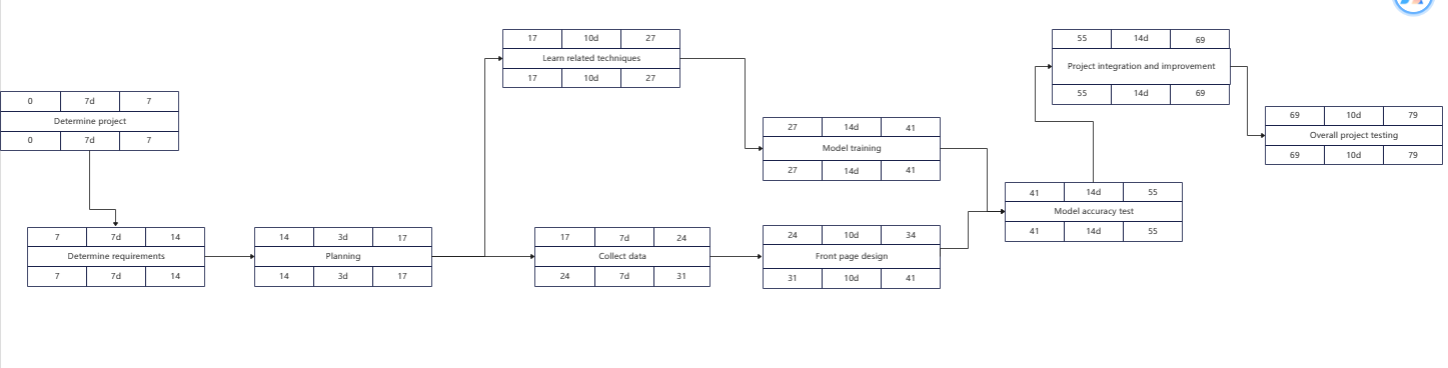 0 7d 7
Determine project
0 7d 7
7 7d 14
Determine requirements
7 7d 14
14 3d 17
Planning
14 3d 17
17 10d 27
Learn related techniques
17 10d 27
17 7d 24
Collect data
24 7d 31
27 14d 41
Model training
27 14d 41
24 10d 34
Front page design
31 10d 41
41 14d 55
Model accuracy test
41 14d 55
55 14d 69
Project integration and improvement
55 14d 69
69 10d 79
Overall project testing
69 10d 79